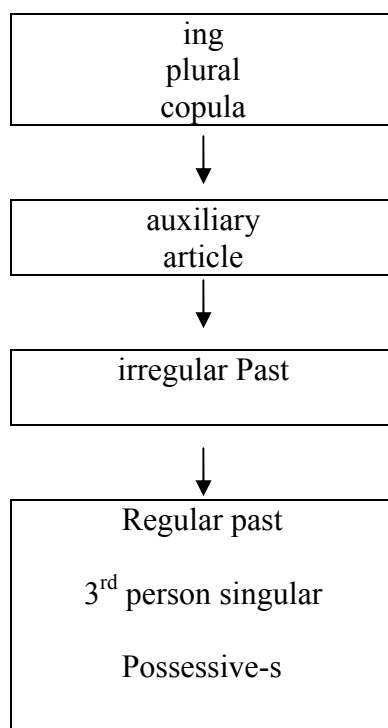 ing
plural
copula
auxiliary
article
irregular Past
Regular past
3rd person singular
Possessive-s